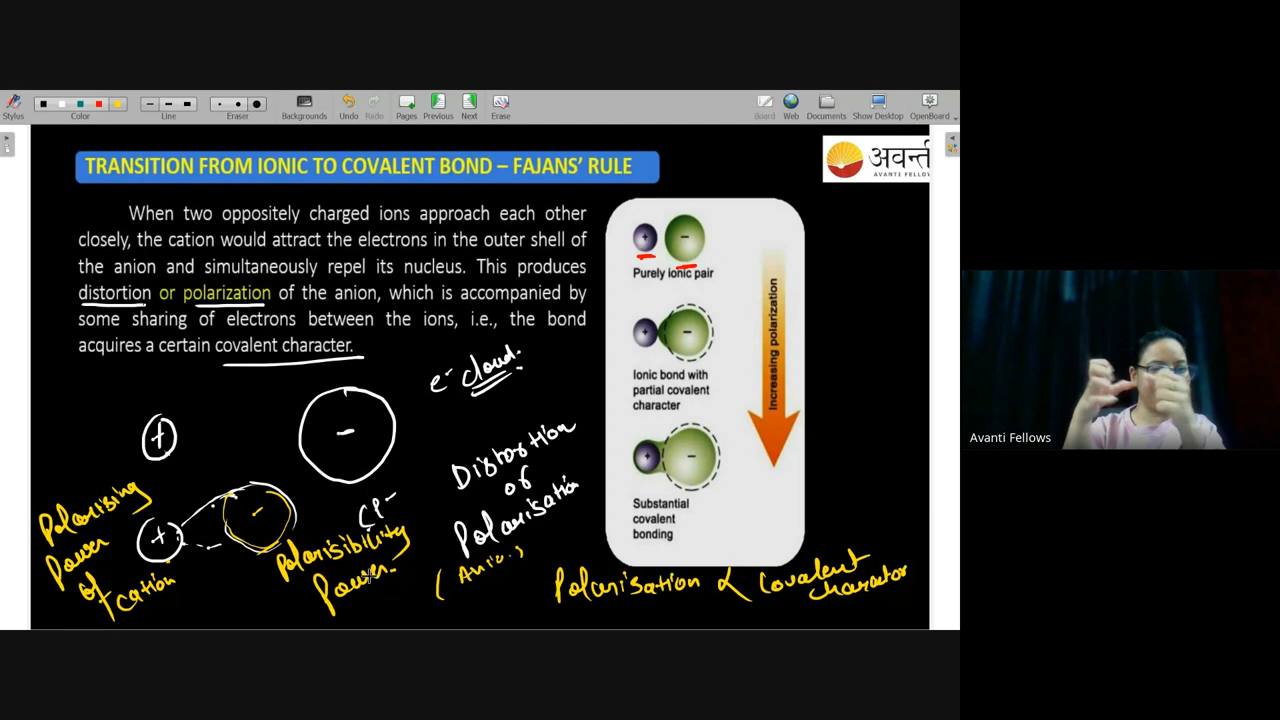 Stylus
Color
Line
Eraser
Backgrounds
Undo
Redo
Pages
Previous
Next
Erase
Board
Web
Documents
Show Desktop
OpenBoard
TRANSITION FROM IONIC TO COVALENT BOND – FAJANS' RULE
अवन्ती
AVANTI FELLOW
When two oppositely charged ions approach each other
closely, the cation would attract the electrons in the outer shell of
the anion and simultaneously repel its nucleus. This produces
distortion or polarization of the anion, which is accompanied by
some sharing of electrons between the ions, i.e., the bond
acquires a certain covalent character.
+
−
Purely ionic pair
+
−
Ionic bond with
partial covalent
character
+
−
Substantial
covalent
bonding
Increasing polarization
e⁻ cloud:
+
−
Distortion
of
Polarisation
(Anio.)
Polarising
Power
of
cation
+
−
Cl⁻
Polarisibility
Power.
Polarisation ∝ Covalent
character
Avanti Fellows